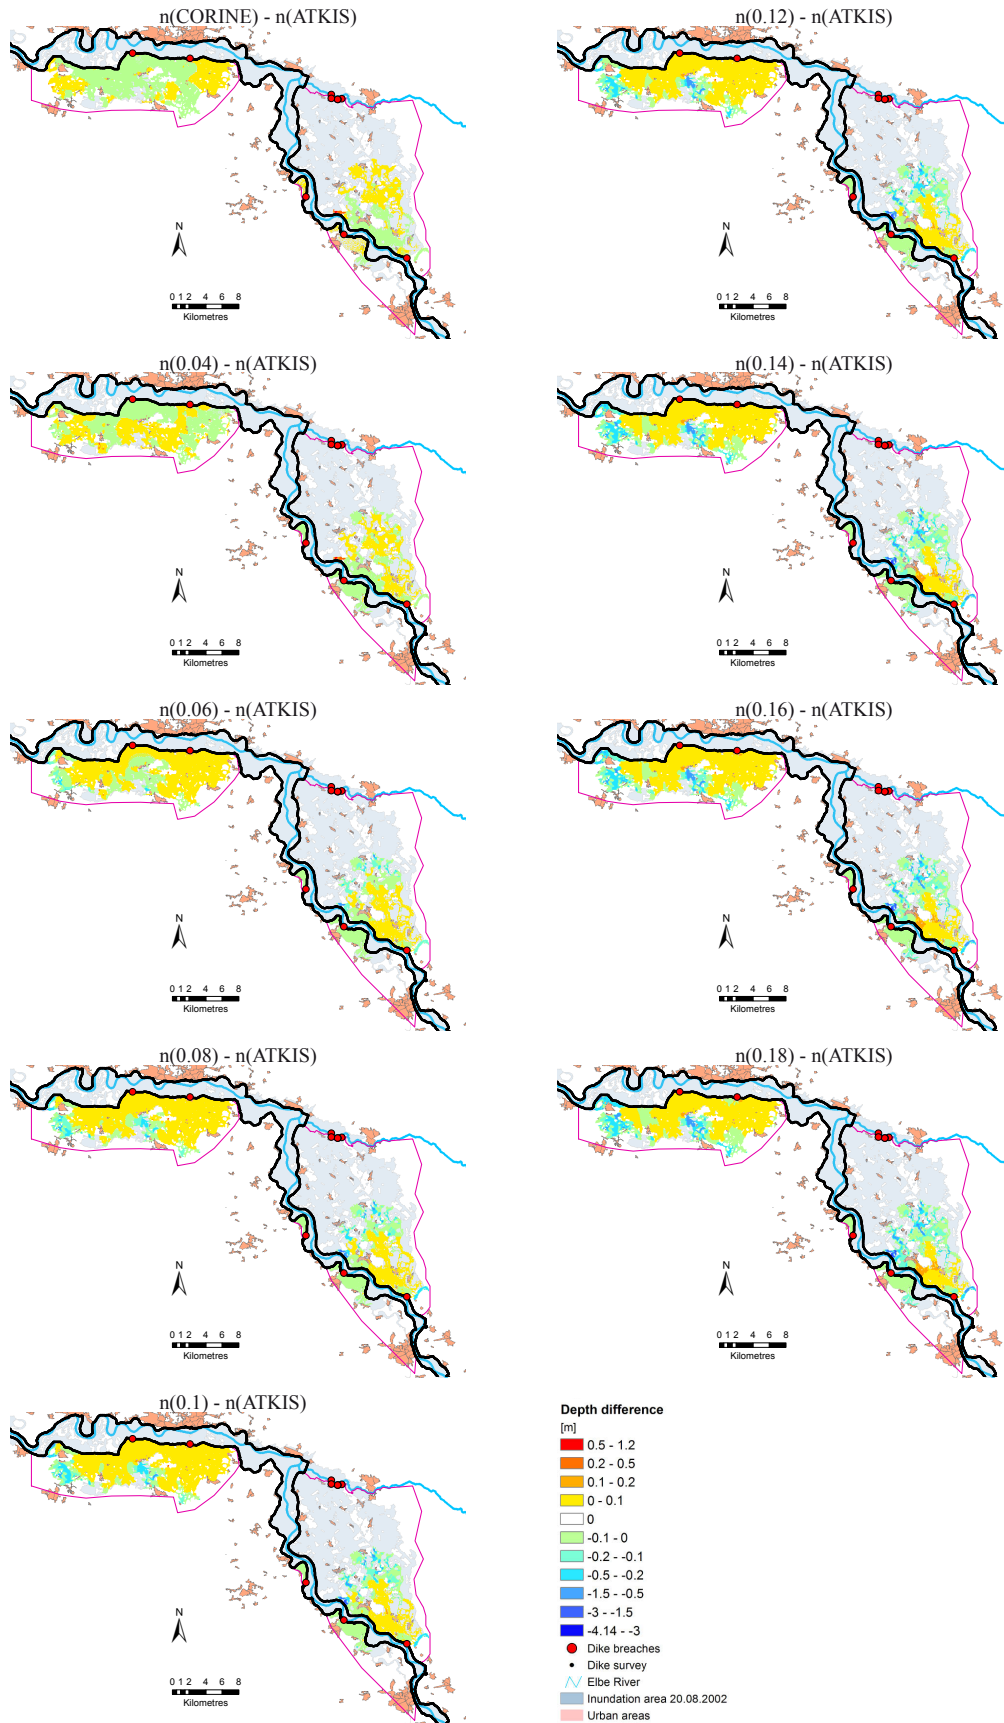 n(CORINE) - n(ATKIS)
N
0 1 2 4 6 8
Kilometres
n(0.12) - n(ATKIS)
N
0 1 2 4 6 8
Kilometres
n(0.04) - n(ATKIS)
N
0 1 2 4 6 8
Kilometres
n(0.14) - n(ATKIS)
N
0 1 2 4 6 8
Kilometres
n(0.06) - n(ATKIS)
N
0 1 2 4 6 8
Kilometres
n(0.16) - n(ATKIS)
N
0 1 2 4 6 8
Kilometres
n(0.08) - n(ATKIS)
N
0 1 2 4 6 8
Kilometres
n(0.18) - n(ATKIS)
N
0 1 2 4 6 8
Kilometres
n(0.1) - n(ATKIS)
N
0 1 2 4 6 8
Kilometres
Depth difference
[m]
0.5 - 1.2
0.2 - 0.5
0.1 - 0.2
0 - 0.1
0
-0.1 - 0
-0.2 - -0.1
-0.5 - -0.2
-1.5 - -0.5
-3 - -1.5
-4.14 - -3
Dike breaches
Dike survey
Elbe River
Inundation area 20.08.2002
Urban areas